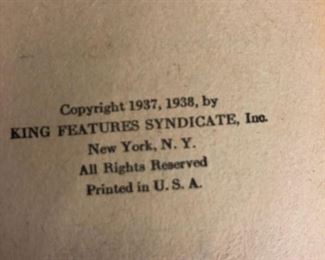 Copyright 1937, 1938, by
KING FEATURES SYNDICATE, Inc.
New York, N. Y.
All Rights Reserved
Printed in U. S. A.